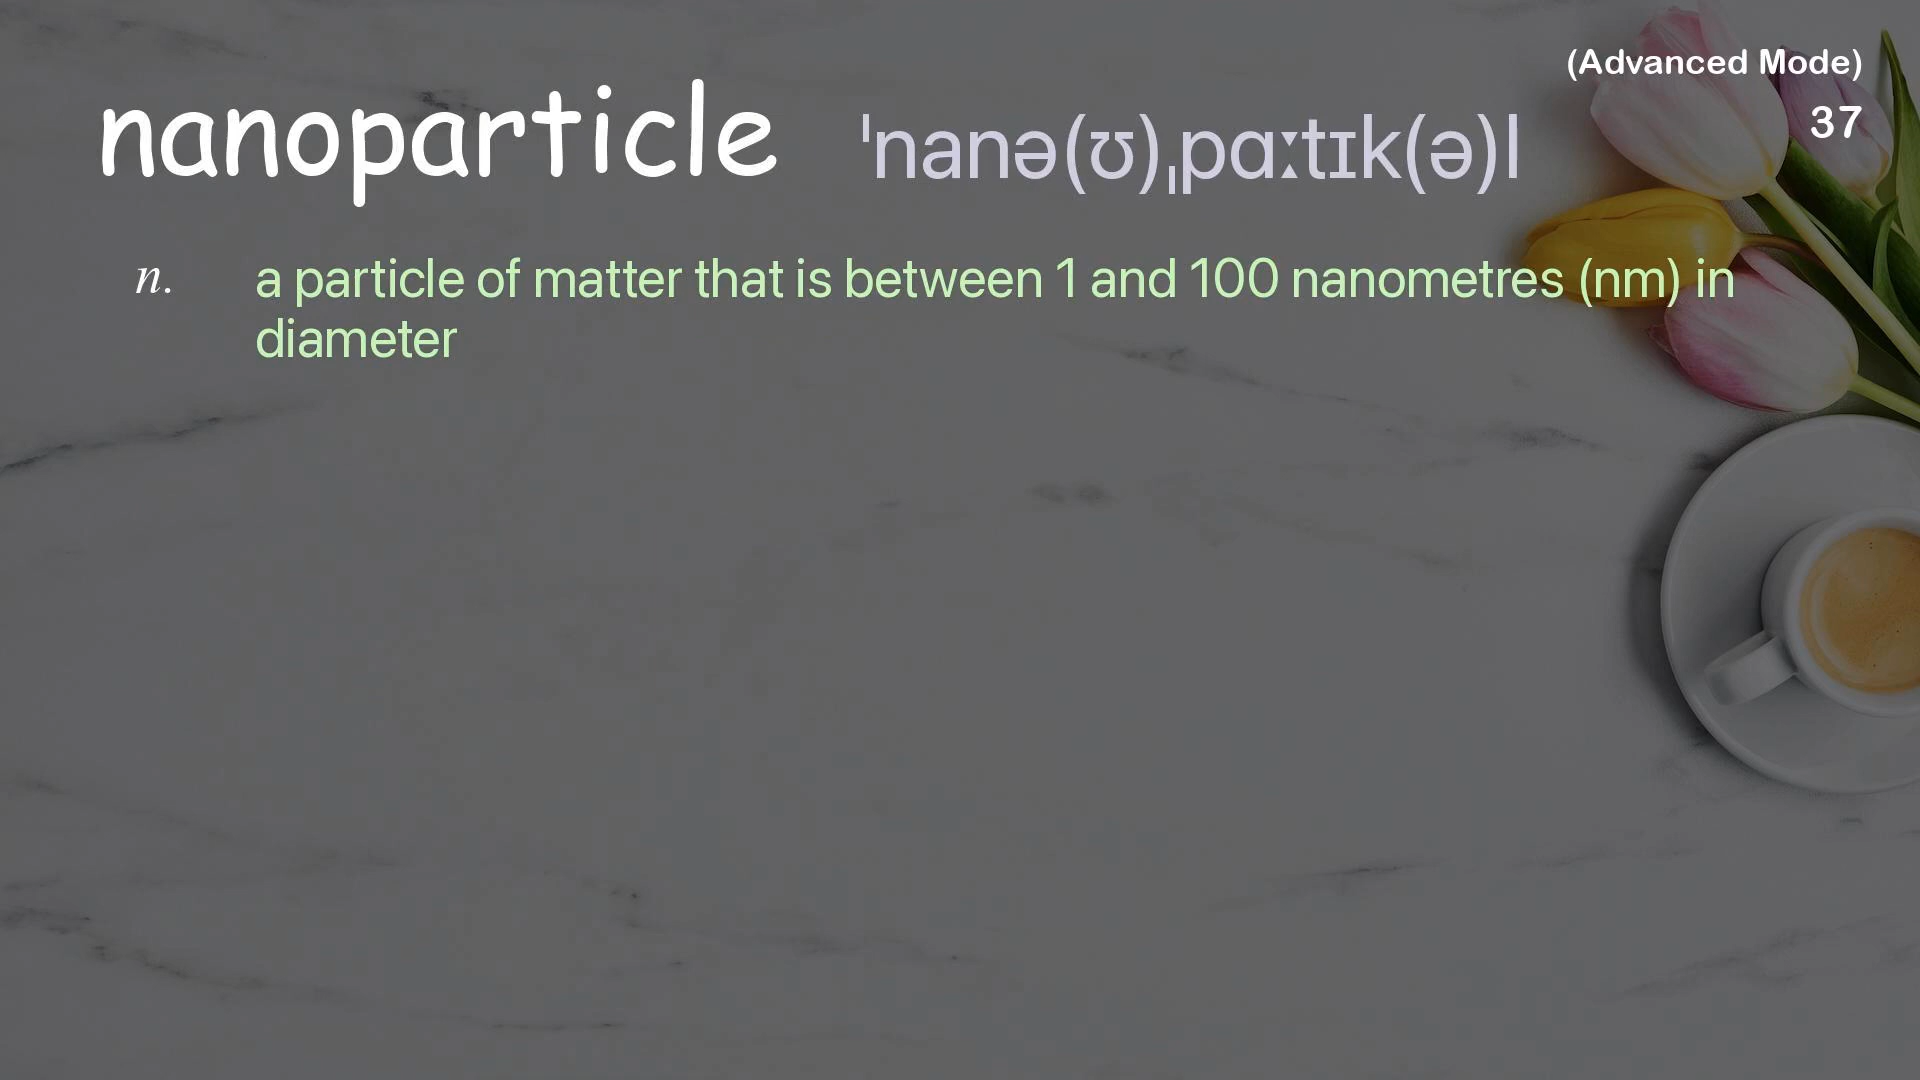 (Advanced Mode)
nanoparticle ˈnanə(ʊ)ˌpɑːtɪk(ə)l
37
n. a particle of matter that is between 1 and 100 nanometres (nm) in
diameter